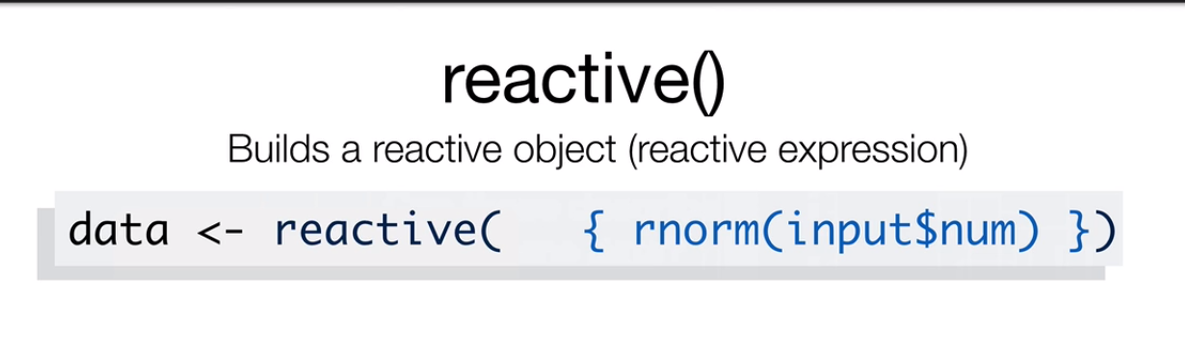 reactive()
Builds a reactive object (reactive expression)
data <- reactive(   { rnorm(input$num) })